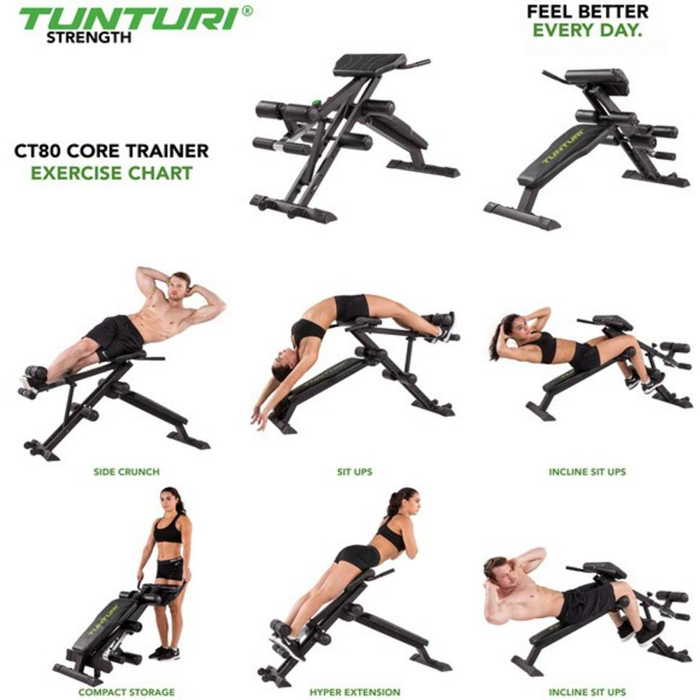 TUNTURI®
STRENGTH
FEEL BETTER
EVERY DAY.
CT80 CORE TRAINER
EXERCISE CHART
TUNTURI
SIDE CRUNCH
SIT UPS
INCLINE SIT UPS
TUNTURI
COMPACT STORAGE
HYPER EXTENSION
INCLINE SIT UPS